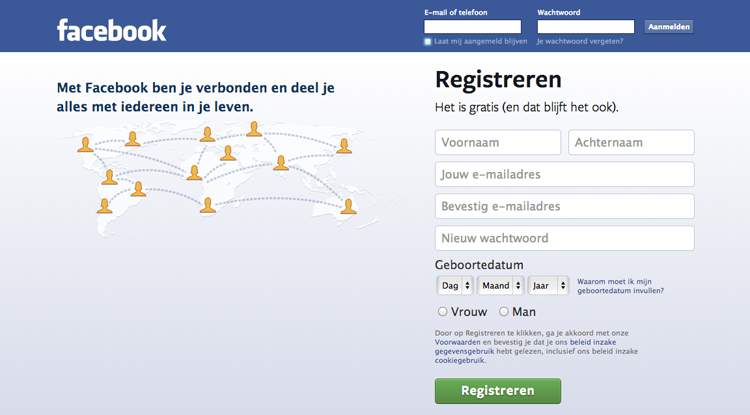 facebook
E-mail of telefoon
Wachtwoord
Aanmelden
Laat mij aangemeld blijven
Je wachtwoord vergeten?
Met Facebook ben je verbonden en deel je
alles met iedereen in je leven.
Registreren
Het is gratis (en dat blijft het ook).
Voornaam
Achternaam
Jouw e-mailadres
Bevestig e-mailadres
Nieuw wachtwoord
Geboortedatum
Dag
Maand
Jaar
Waarom moet ik mijn
geboortedatum invullen?
Vrouw
Man
Door op Registreren te klikken, ga je akkoord met onze
Voorwaarden en bevestig je dat je ons beleid inzake
gegevensgebruik hebt gelezen, inclusief ons beleid inzake
cookiegebruik.
Registreren